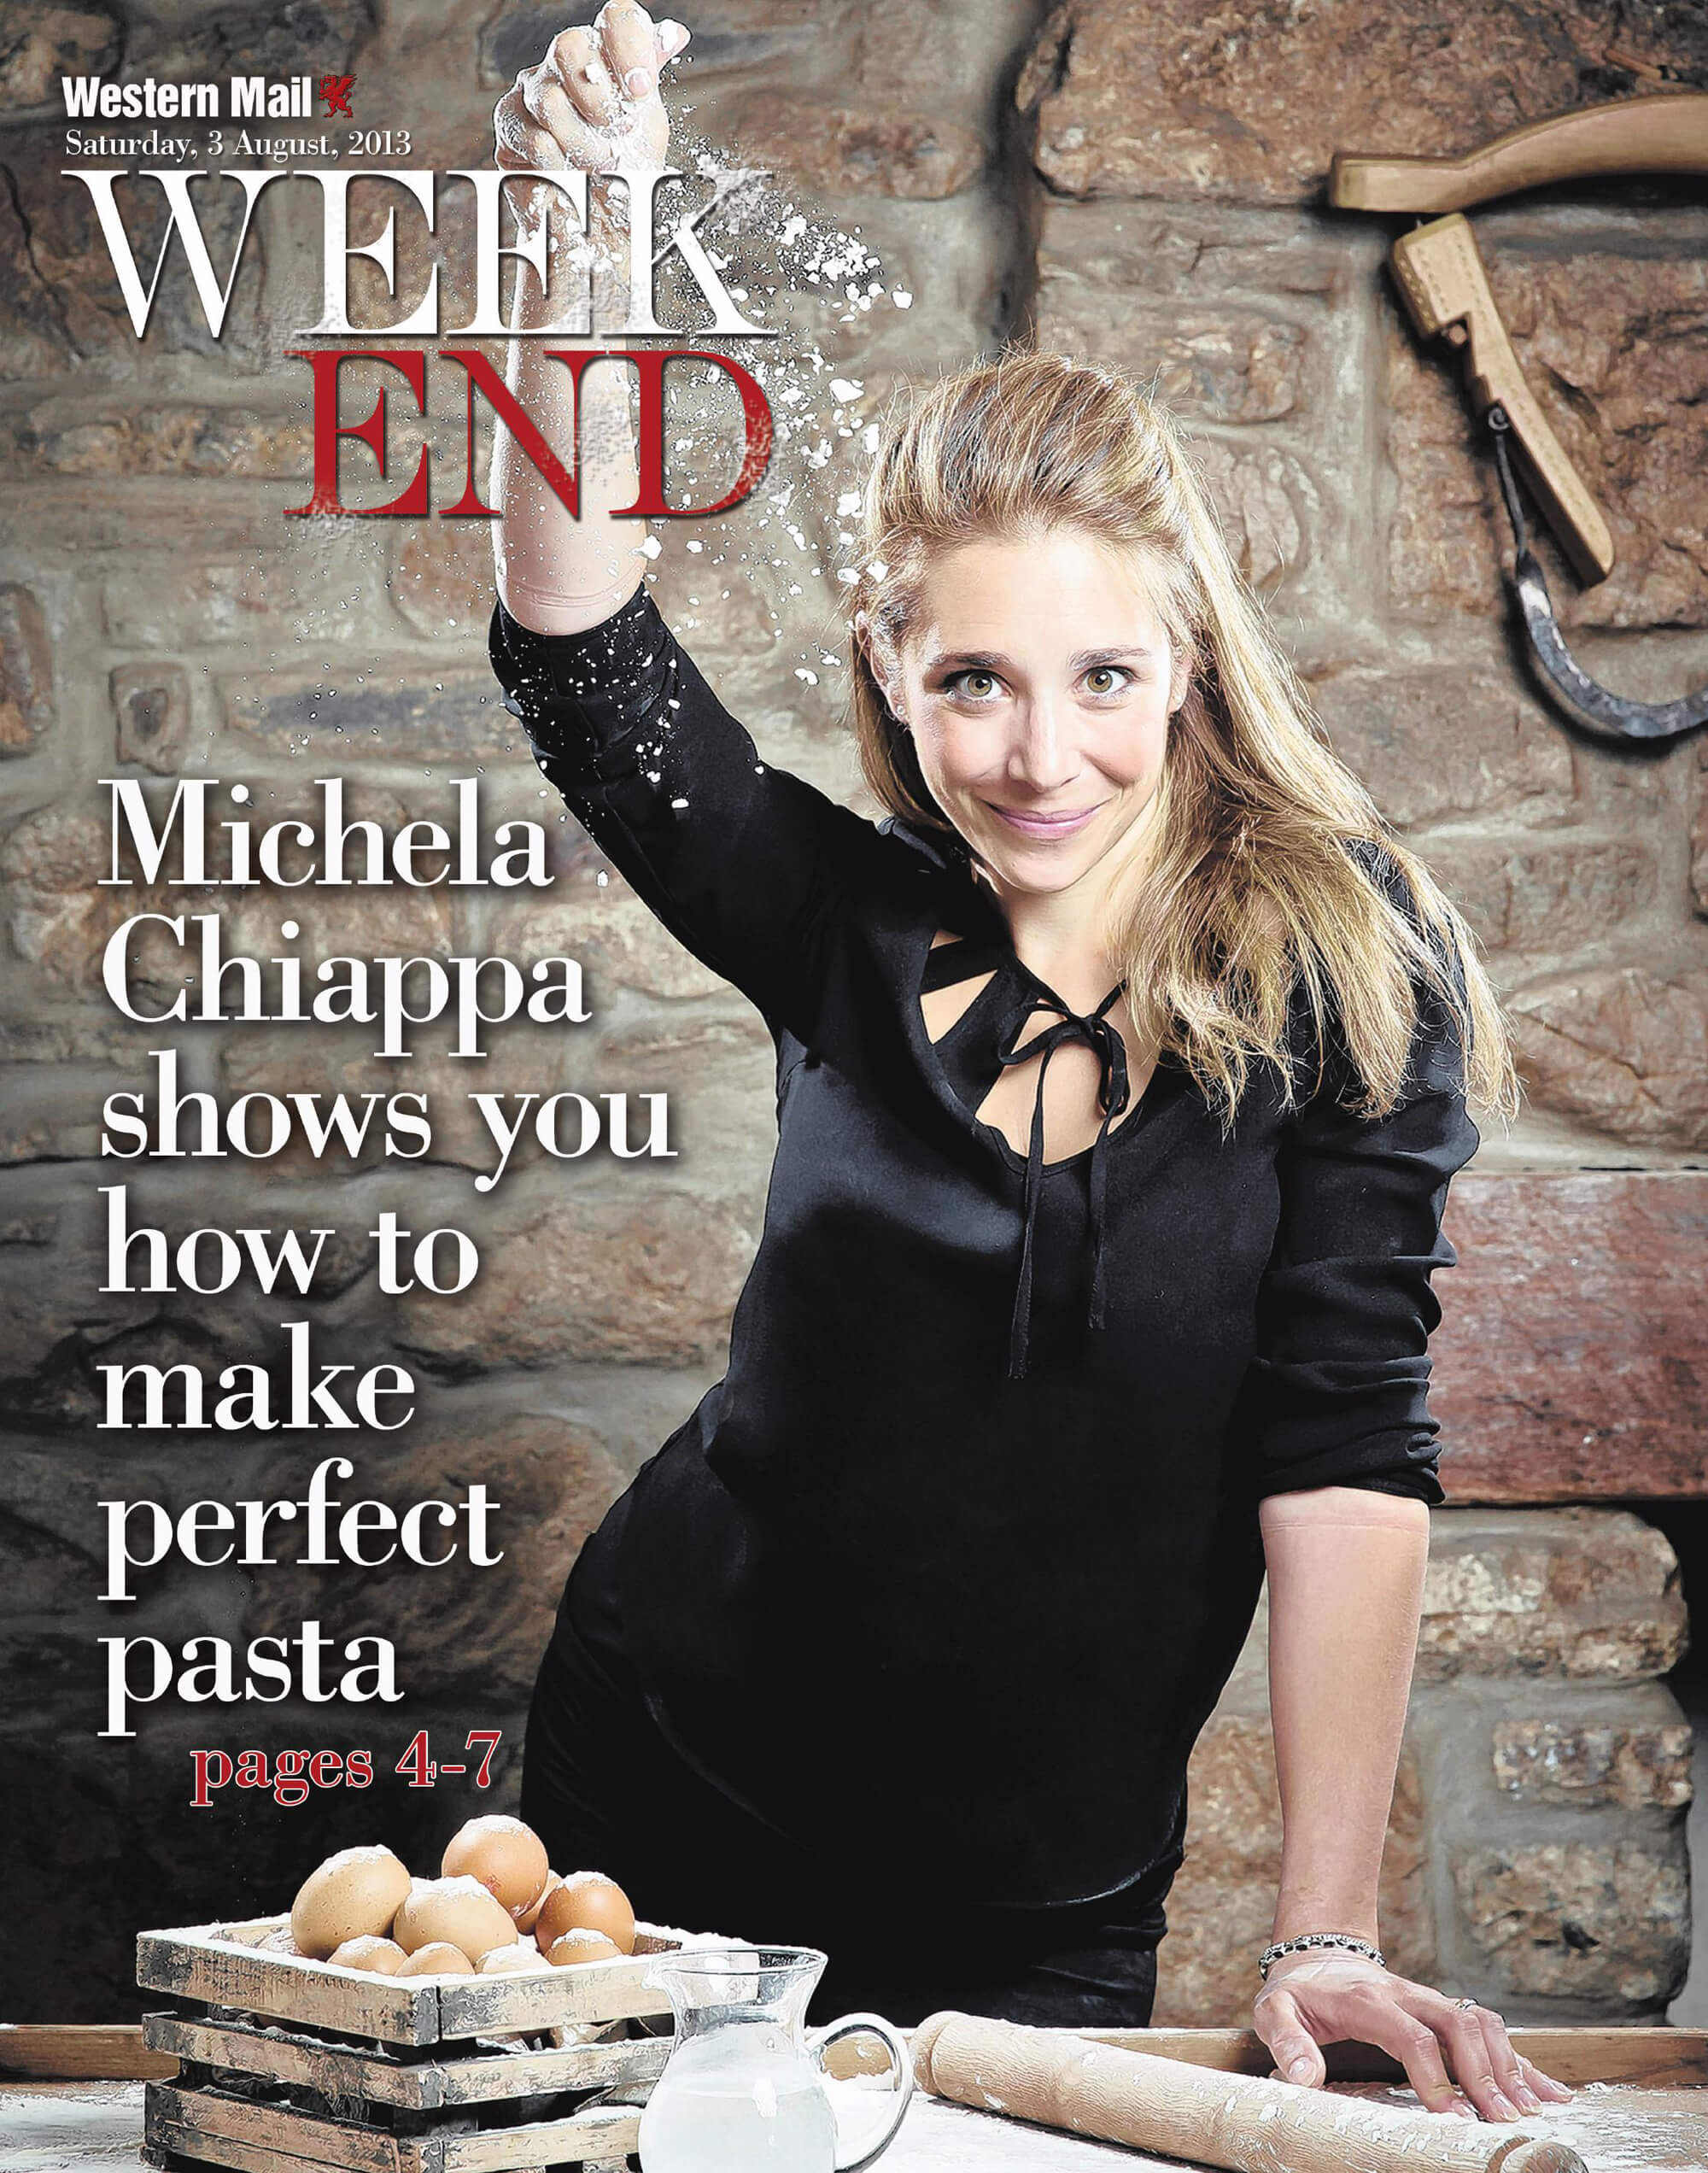 Western Mail
Saturday, 3 August, 2013
WEEK
END
Michela
Chiappa
shows you
how to
make
perfect
pasta
pages 4-7